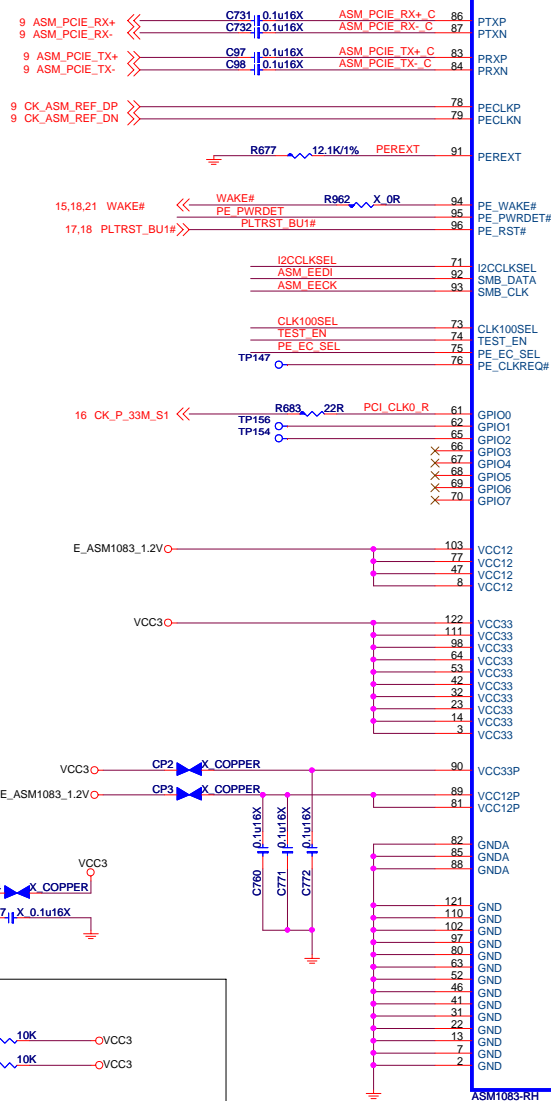 9 ASM_PCIE_RX+ C731 0.1u16X ASM_PCIE_RX+_C 86 PTXP
9 ASM_PCIE_RX- C732 0.1u16X ASM_PCIE_RX-_C 87 PTXN
9 ASM_PCIE_TX+ C97 0.1u16X ASM_PCIE_TX+_C 83 PRXP
9 ASM_PCIE_TX- C98 0.1u16X ASM_PCIE_TX-_C 84 PRXN
9 CK_ASM_REF_DP 78 PECLKP
9 CK_ASM_REF_DN 79 PECLKN
R677 12.1K/1% PEREXT 91 PEREXT
15,18,21 WAKE# WAKE# R962 X_0R 94 PE_WAKE#
PE_PWRDET 95 PE_PWRDET#
17,18 PLTRST_BU1# PLTRST_BU1# 96 PE_RST#
I2CCLKSEL 71 I2CCLKSEL
ASM_EEDI 92 SMB_DATA
ASM_EECK 93 SMB_CLK
CLK100SEL 73 CLK100SEL
TEST_EN 74 TEST_EN
PE_EC_SEL 75 PE_EC_SEL
TP147 76 PE_CLKREQ#
16 CK_P_33M_S1 R683 22R PCI_CLK0_R 61 GPIO0
TP156 62 GPIO1
TP154 65 GPIO2
66 GPIO3
67 GPIO4
68 GPIO5
69 GPIO6
70 GPIO7
E_ASM1083_1.2V 103 VCC12
77 VCC12
47 VCC12
8 VCC12
VCC3 122 VCC33
111 VCC33
98 VCC33
64 VCC33
53 VCC33
42 VCC33
32 VCC33
23 VCC33
14 VCC33
3 VCC33
VCC3 CP2 X_COPPER 90 VCC33P
E_ASM1083_1.2V CP3 X_COPPER 89 VCC12P
81 VCC12P
C760 0.1u16X
C771 0.1u16X
C772 0.1u16X
82 GNDA
85 GNDA
88 GNDA
VCC3
X_COPPER
7 X_0.1u16X
121 GND
110 GND
102 GND
97 GND
80 GND
63 GND
52 GND
46 GND
41 GND
31 GND
22 GND
13 GND
7 GND
2 GND
10K VCC3
10K VCC3
ASM1083-RH